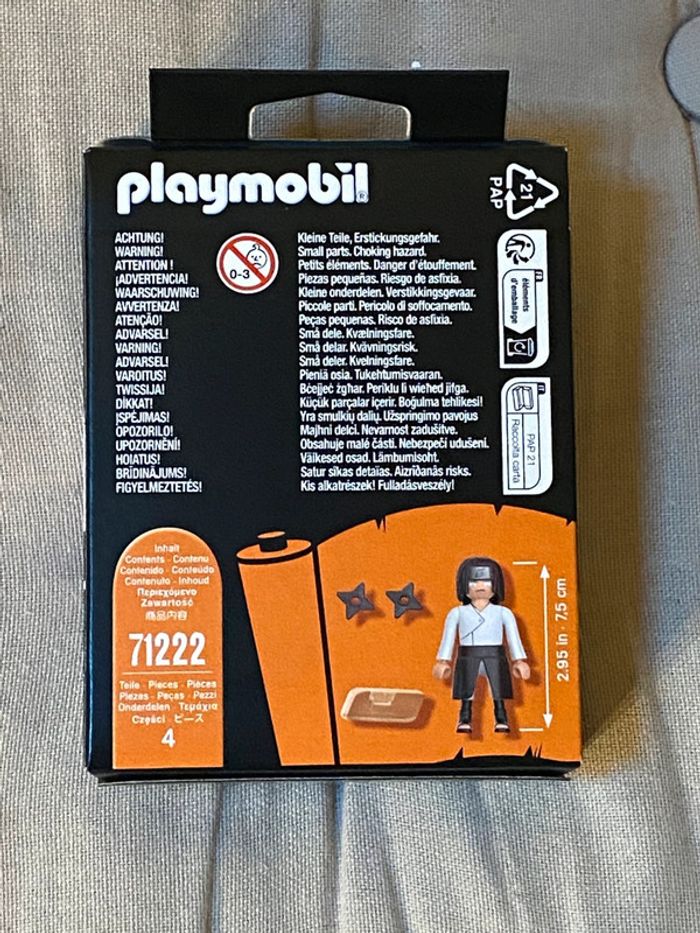 playmobil®
21
PAP
ACHTUNG! Kleine Teile, Erstickungsgefahr.
WARNING! Small parts. Choking hazard.
ATTENTION ! Petits éléments. Danger d'étouffement.
¡ADVERTENCIA! Piezas pequeñas. Riesgo de asfixia.
WAARSCHUWING! Kleine onderdelen. Verstikkingsgevaar.
AVVERTENZA! Piccole parti. Pericolo di soffocamento.
ATENÇÃO! Peças pequenas. Risco de asfixia.
ADVARSEL! Små dele. Kvælningsfare.
VARNING! Små delar. Kvävningsrisk.
ADVARSEL! Små deler. Kvelningsfare.
VAROITUS! Pieniä osia. Tukehtumisvaaran.
TWISSIJA! Bċejjeċ żgħar. Periklu li wieħed jifga.
DİKKAT! Küçük parçalar içerir. Boğulma tehlikesi!
ĮSPĖJIMAS! Yra smulkių dalių. Užspringimo pavojus
OPOZORILO! Majhni delci. Nevarnost zadušitve.
UPOZORNĚNÍ! Obsahuje malé části. Nebezpečí udušení.
HOIATUS! Väikesed osad. Lämbumisoht.
BRĪDINĀJUMS! Satur sīkas detaļas. Aizrīšanās risks.
FIGYELMEZTETÉS! Kis alkatrészek! Fulladásveszély!
0-3
FR
éléments
d'emballage
PAP 21
Raccolta carta
Inhalt
Contents · Contenu
Contenido · Conteúdo
Contenuto · Inhoud
Περιεχόμενο
Zawartość
商品内容
71222
Teile · Pieces · Pièces
Piezas · Peças · Pezzi
Onderdelen · Τεμάχια
Części · ピース
4
2.95 in · 7,5 cm